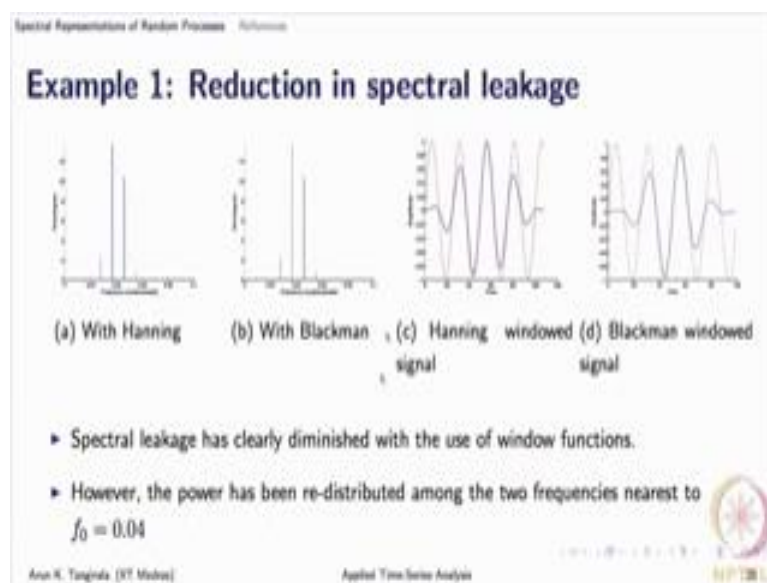 Spectral Representations of Random Processes References
Example 1: Reduction in spectral leakage
(a) With Hanning
(b) With Blackman
(c) Hanning windowed signal
(d) Blackman windowed signal
▸ Spectral leakage has clearly diminished with the use of window functions.
▸ However, the power has been re-distributed among the two frequencies nearest to
f₀ = 0.04
Arun K. Tangirala (IIT Madras)
Applied Time-Series Analysis
NPTEL